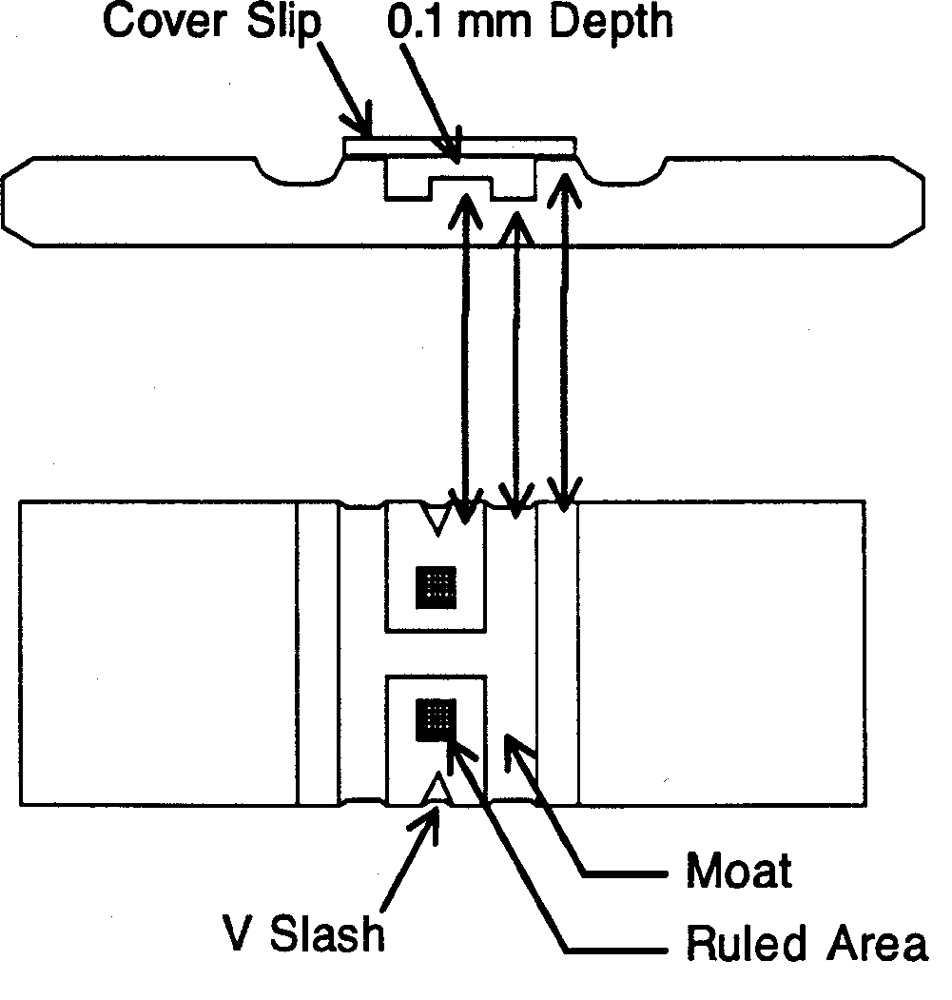 Cover Slip
0.1 mm Depth
Moat
V Slash
Ruled Area